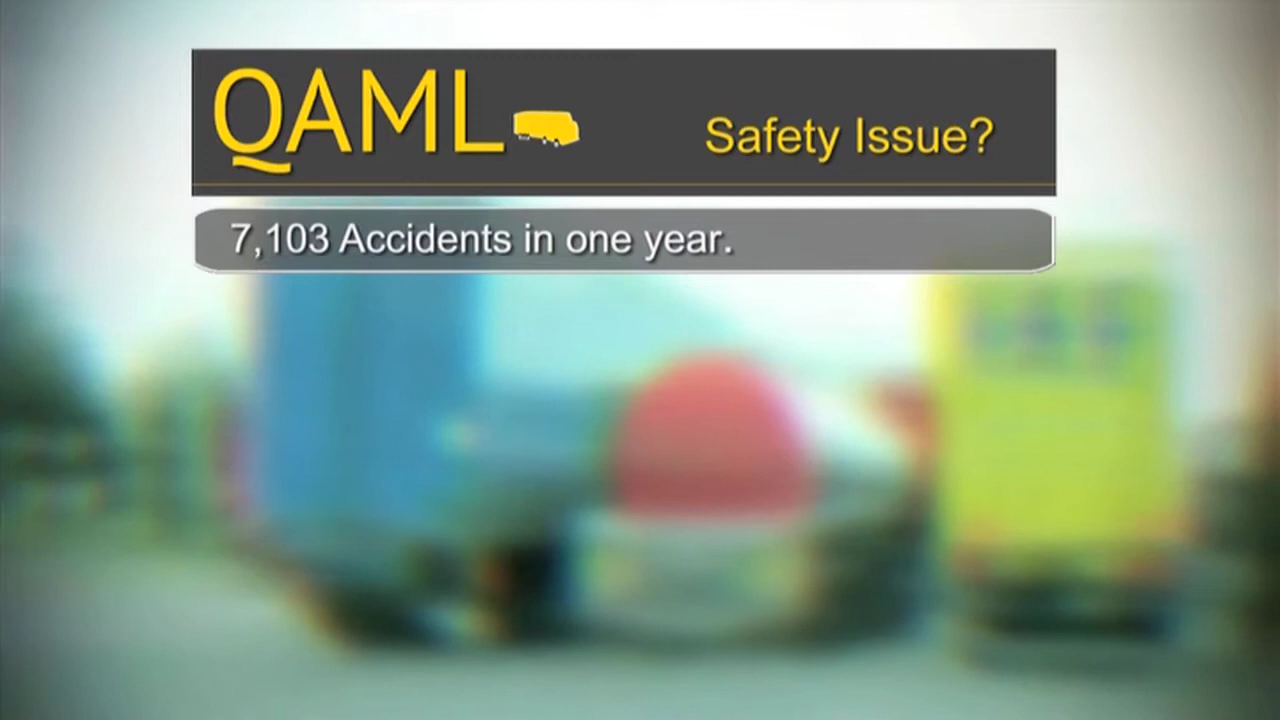 QAML Safety Issue?
7,103 Accidents in one year.